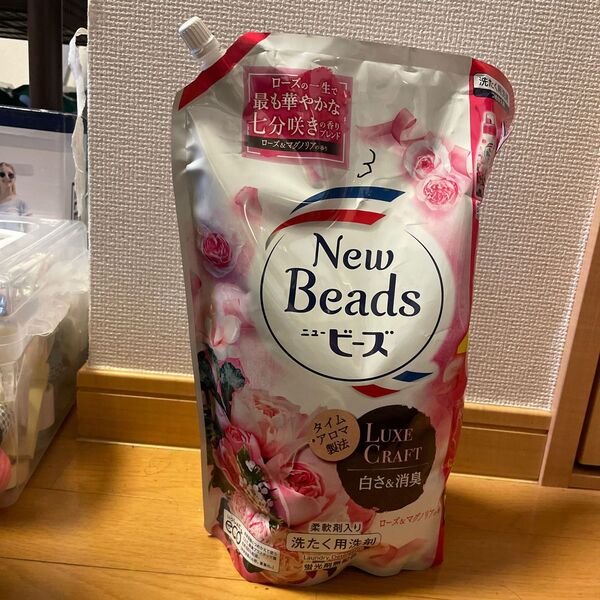 ローズの一生で
最も華やかな
七分咲きの香り
ブレンド
ローズ&マグノリアの香り
3
New
Beads
ニュービーズ
タイム
・アロマ
製法
LUXE
CRAFT
白さ&消臭
ローズ&マグノリアの
柔軟剤入り
洗たく用洗剤
Laundry
eco